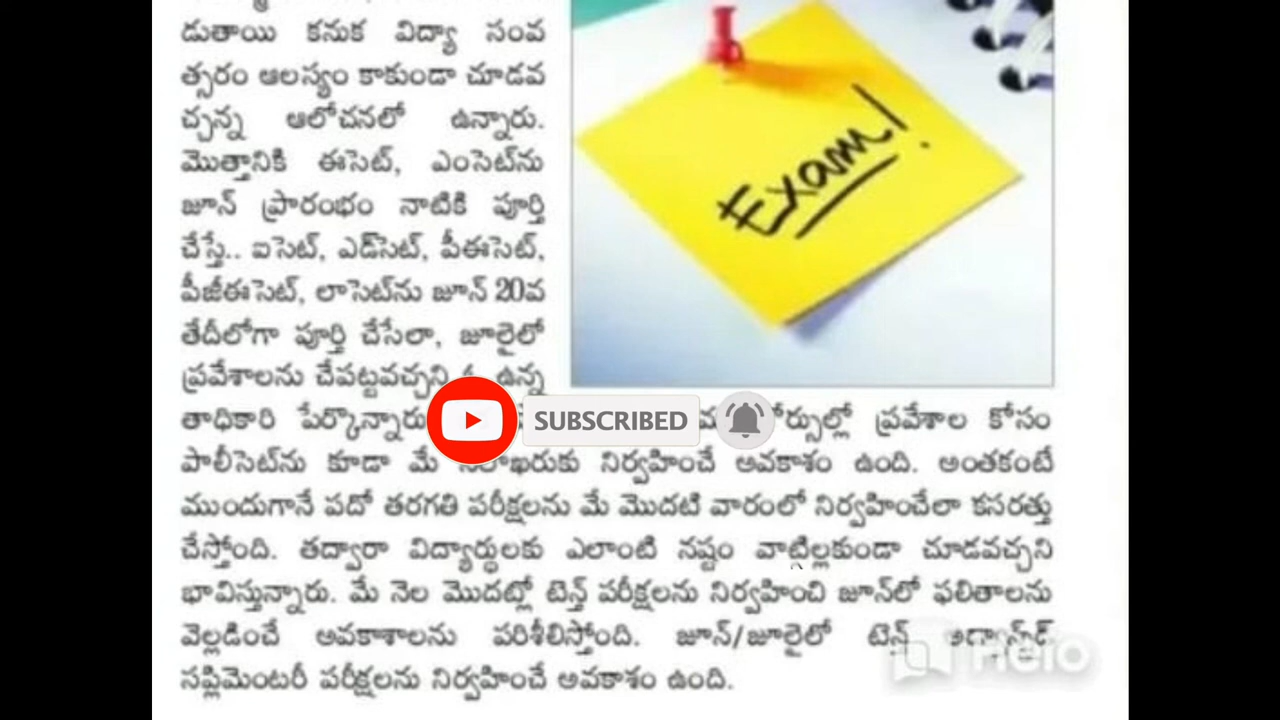 డుతాయి కనుక విద్యా సంవ
త్సరం ఆలస్యం కాకుండా చూడవ
చ్చన్న ఆలోచనలో ఉన్నారు.
మొత్తానికి ఈసెట్, ఎంసెట్‌ను
జూన్ ప్రారంభం నాటికి పూర్తి
చేస్తే.. ఐసెట్, ఎడ్‌సెట్, పీఈసెట్,
పీజీఈసెట్, లాసెట్‌ను జూన్ 20వ
తేదీలోగా పూర్తి చేసేలా, జూలైలో
ప్రవేశాలను చేపట్టవచ్చని ఉన్న
తాధికారి పేర్కొన్నారు ప్రవేశాల కోసం
పాలీసెట్‌ను కూడా మే నిర్వహించే అవకాశం ఉంది. అంతకంటే
ముందుగానే పదో తరగతి పరీక్షలను మే మొదటి వారంలో నిర్వహించేలా కసరత్తు
చేస్తోంది. తద్వారా విద్యార్థులకు ఎలాంటి నష్టం వాట్లిల్లకుండా చూడవచ్చని
భావిస్తున్నారు. మే నెల మొదట్లో టెన్త్ పరీక్షలను నిర్వహించి జూన్‌లో ఫలితాలను
వెల్లడించే అవకాశాలను పరిశీలిస్తోంది. జూన్/జూలైలో టెన్త్
సప్లిమెంటరీ పరీక్షలను నిర్వహించే అవకాశం ఉంది.
Exam!
SUBSCRIBED
Helo